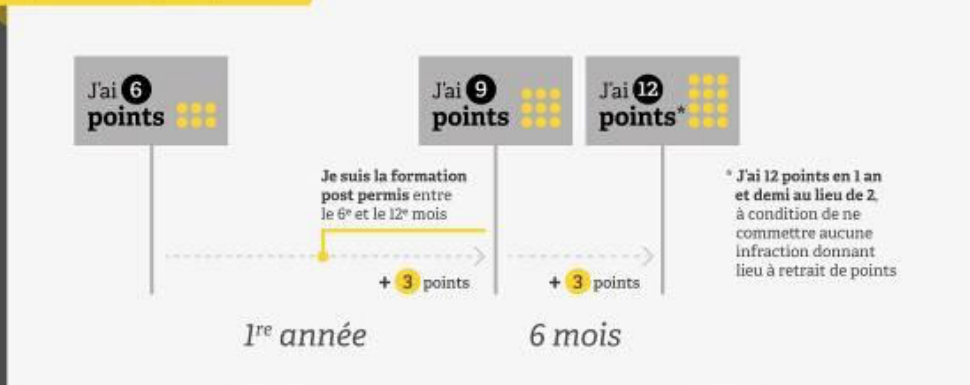 J'ai 6
points
J'ai 9
points
J'ai 12
points*
Je suis la formation
post permis entre
le 6e et le 12e mois
* J'ai 12 points en 1 an
et demi au lieu de 2,
à condition de ne
commettre aucune
infraction donnant
lieu à retrait de points
+ 3 points
+ 3 points
1re année
6 mois